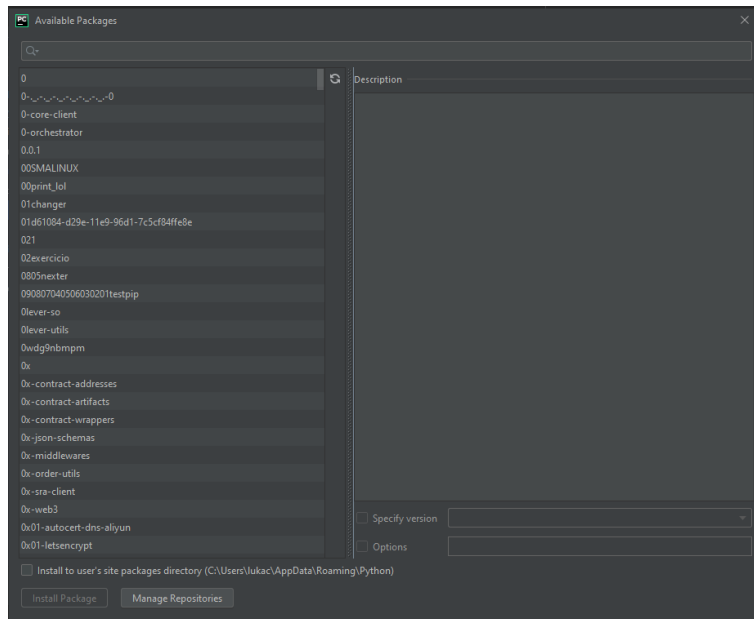 PC Available Packages
0
Description
0-._.-._.-._.-._.-._.-._.-0
0-core-client
0-orchestrator
0.0.1
00SMALINUX
00print_lol
01changer
01d61084-d29e-11e9-96d1-7c5cf84ffe8e
021
02exercicio
0805nexter
090807040506030201testpip
0lever-so
0lever-utils
0wdg9nbmpm
0x
0x-contract-addresses
0x-contract-artifacts
0x-contract-wrappers
0x-json-schemas
0x-middlewares
0x-order-utils
0x-sra-client
0x-web3
0x01-autocert-dns-aliyun
0x01-letsencrypt
Specify version
Options
Install to user's site packages directory (C:\Users\lukac\AppData\Roaming\Python)
Install Package
Manage Repositories